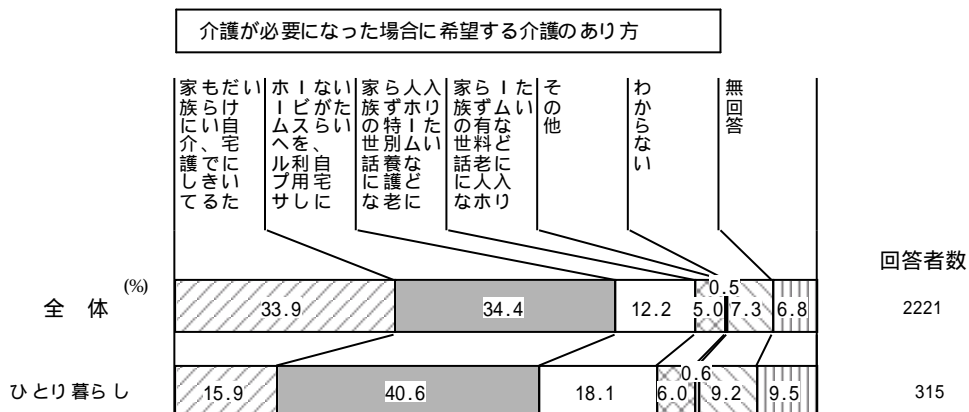 介護が必要になった場合に希望する介護のあり方
家族に介護して
もらい、できる
だけ自宅にいた
い
ホームヘルプサ
ービスを利用し
ながら、自宅に
いたい
家族の世話にな
らず特別養護老
人ホームなどに
入りたい
家族の世話にな
らず有料老人ホ
ームなどに入り
たい
その他
わからない
無回答
回答者数
(%)
全 体
33.9
34.4
12.2
5.0
0.5
7.3
6.8
2221
ひとり暮らし
15.9
40.6
18.1
6.0
0.6
9.2
9.5
315